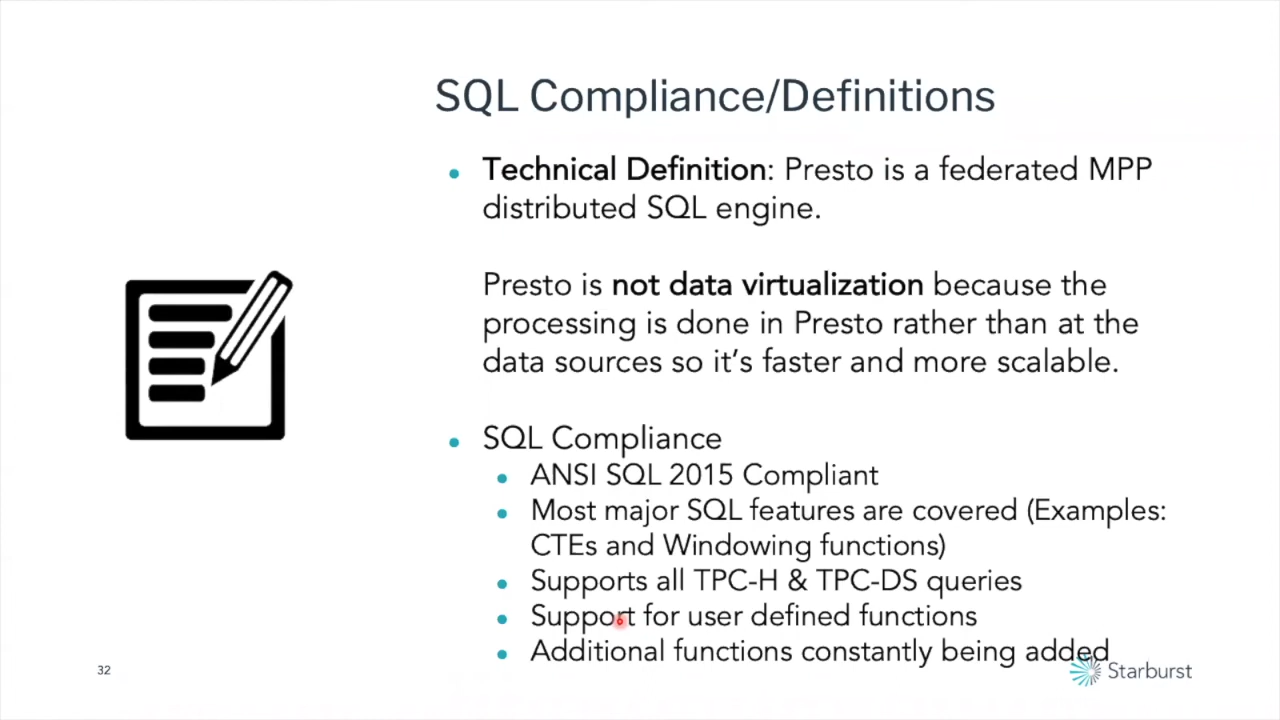 SQL Compliance/Definitions
• Technical Definition: Presto is a federated MPP
distributed SQL engine.
Presto is not data virtualization because the
processing is done in Presto rather than at the
data sources so it’s faster and more scalable.
• SQL Compliance
• ANSI SQL 2015 Compliant
• Most major SQL features are covered (Examples:
CTEs and Windowing functions)
• Supports all TPC-H & TPC-DS queries
• Support for user defined functions
• Additional functions constantly being added
32
Starburst